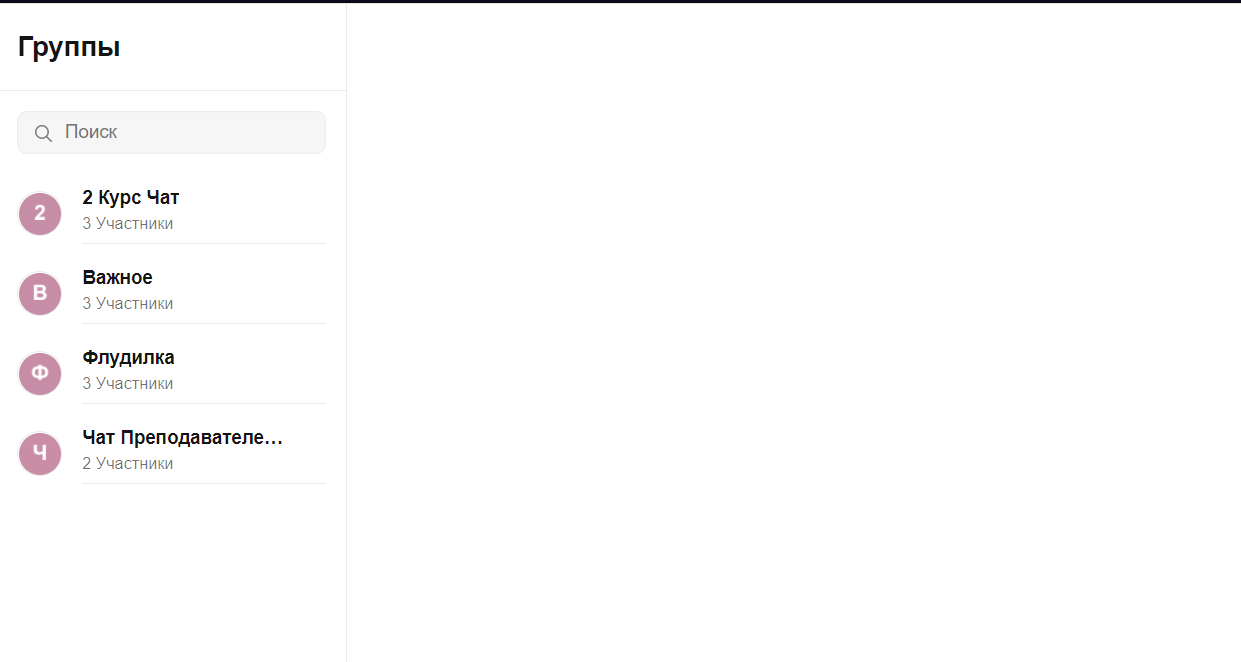 Группы
Поиск
2
2 Курс Чат
3 Участники
В
Важное
3 Участники
Ф
Флудилка
3 Участники
Ч
Чат Преподавателе...
2 Участники